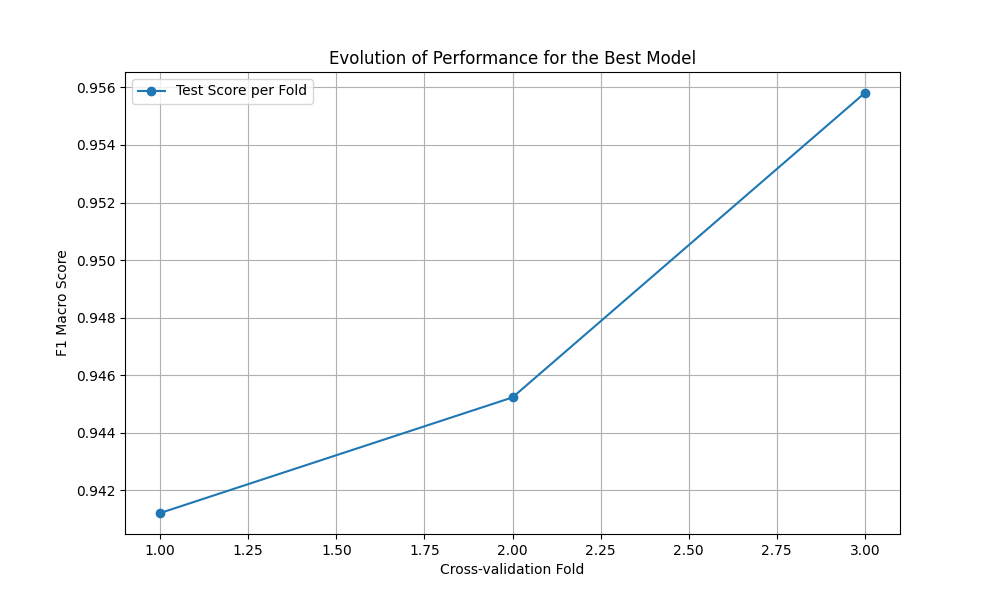 Evolution of Performance for the Best Model
Test Score per Fold
0.956
0.954
0.952
0.950
0.948
0.946
0.944
0.942
F1 Macro Score
1.00 1.25 1.50 1.75 2.00 2.25 2.50 2.75 3.00
Cross-validation Fold